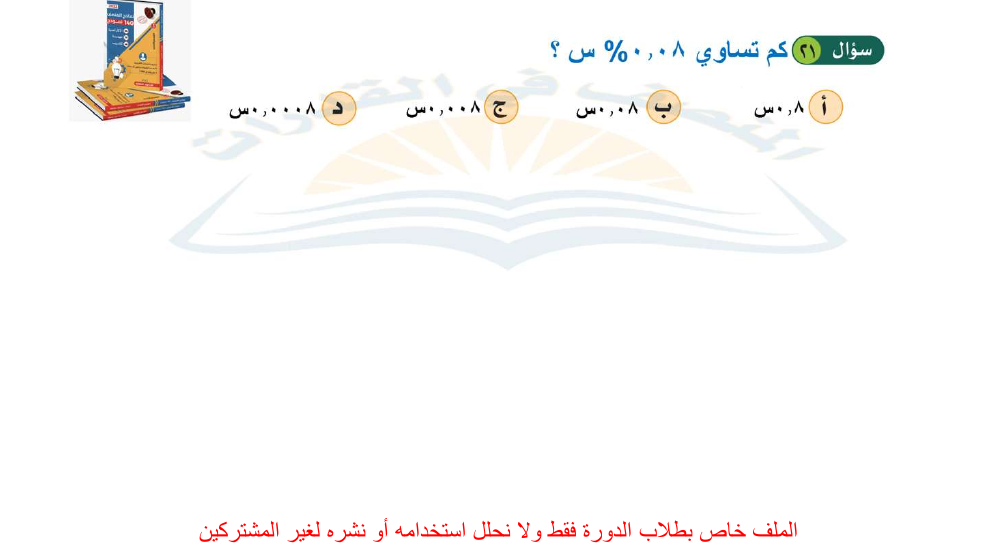 سؤال ٢١ كم تساوي ٠,٠٨% س ؟
أ ٠,٨س ب ٠,٠٨س ج ٠,٠٠٨س د ٠,٠٠٠٨س
الملف خاص بطلاب الدورة فقط ولا نحلل استخدامه أو نشره لغير المشتركين